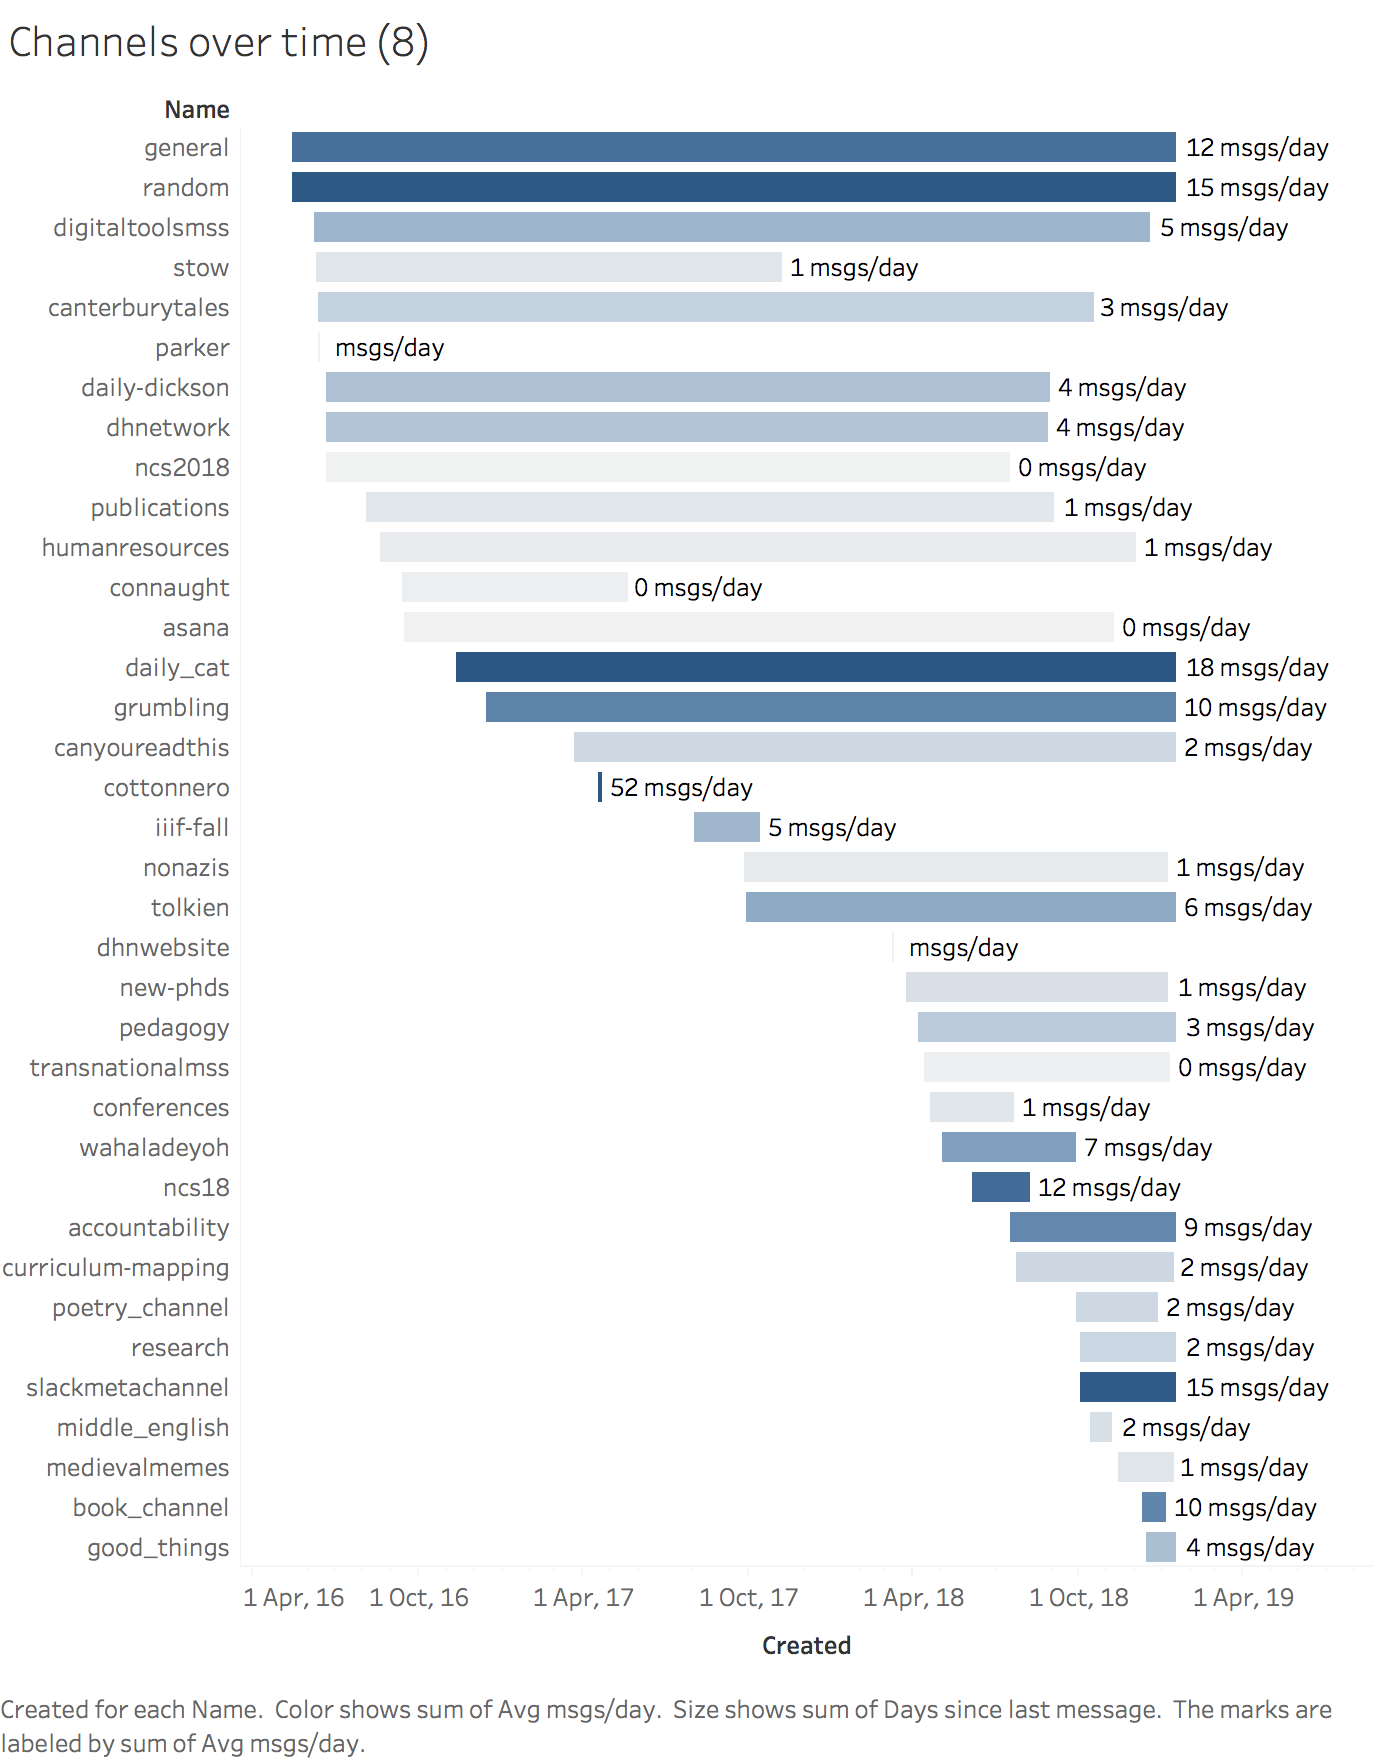 Channels over time (8)
Name
general 12 msgs/day
random 15 msgs/day
digitaltoolsmss 5 msgs/day
stow 1 msgs/day
canterburytales 3 msgs/day
parker msgs/day
daily-dickson 4 msgs/day
dhnetwork 4 msgs/day
ncs2018 0 msgs/day
publications 1 msgs/day
humanresources 1 msgs/day
connaught 0 msgs/day
asana 0 msgs/day
daily_cat 18 msgs/day
grumbling 10 msgs/day
canyoureadthis 2 msgs/day
cottonnero 52 msgs/day
iiif-fall 5 msgs/day
nonazis 1 msgs/day
tolkien 6 msgs/day
dhnwebsite msgs/day
new-phds 1 msgs/day
pedagogy 3 msgs/day
transnationalmss 0 msgs/day
conferences 1 msgs/day
wahaladeyoh 7 msgs/day
ncs18 12 msgs/day
accountability 9 msgs/day
curriculum-mapping 2 msgs/day
poetry_channel 2 msgs/day
research 2 msgs/day
slackmetachannel 15 msgs/day
middle_english 2 msgs/day
medievalmemes 1 msgs/day
book_channel 10 msgs/day
good_things 4 msgs/day
1 Apr, 16 1 Oct, 16 1 Apr, 17 1 Oct, 17 1 Apr, 18 1 Oct, 18 1 Apr, 19
Created
Created for each Name. Color shows sum of Avg msgs/day. Size shows sum of Days since last message. The marks are
labeled by sum of Avg msgs/day.